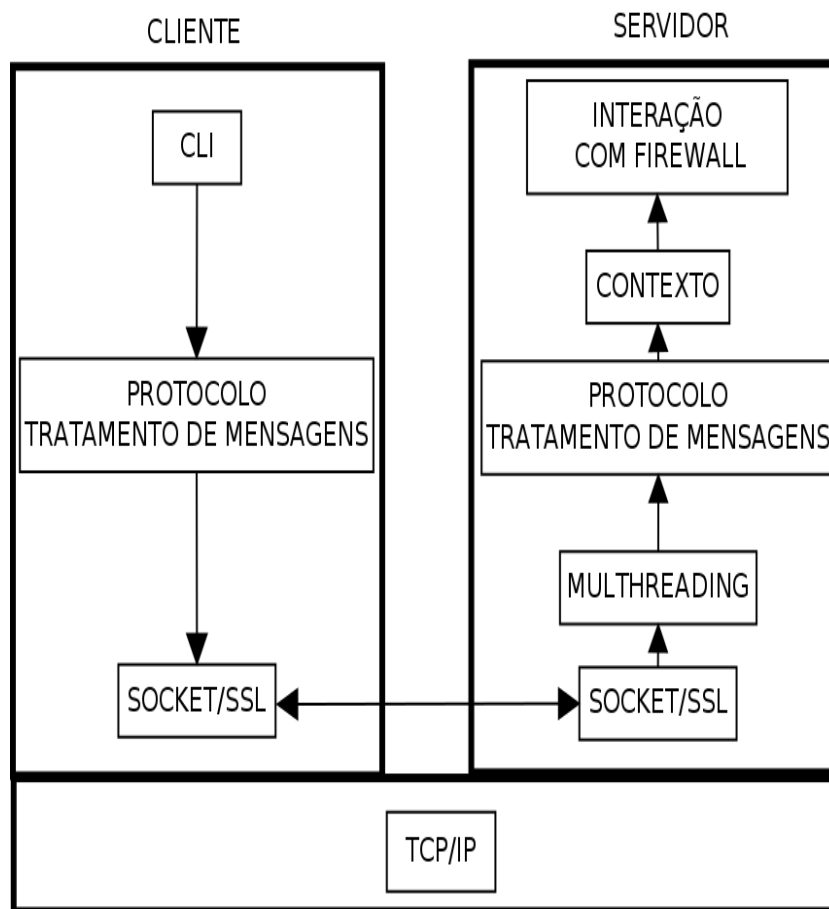 CLIENTE
SERVIDOR
CLI
PROTOCOLO
TRATAMENTO DE MENSAGENS
SOCKET/SSL
INTERAÇÃO
COM FIREWALL
CONTEXTO
PROTOCOLO
TRATAMENTO DE MENSAGENS
MULTHREADING
SOCKET/SSL
TCP/IP